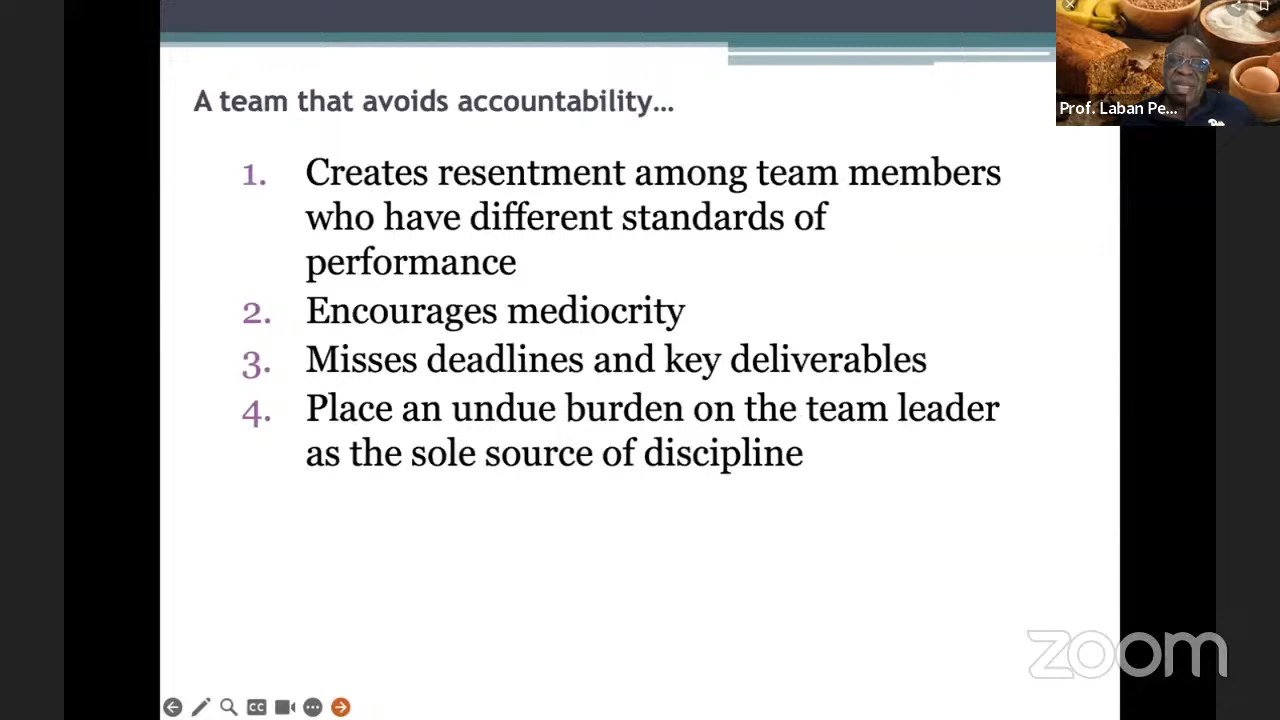 A team that avoids accountability…
1. Creates resentment among team members
who have different standards of
performance
2. Encourages mediocrity
3. Misses deadlines and key deliverables
4. Place an undue burden on the team leader
as the sole source of discipline
Prof. Laban Pe...
CC
zoom